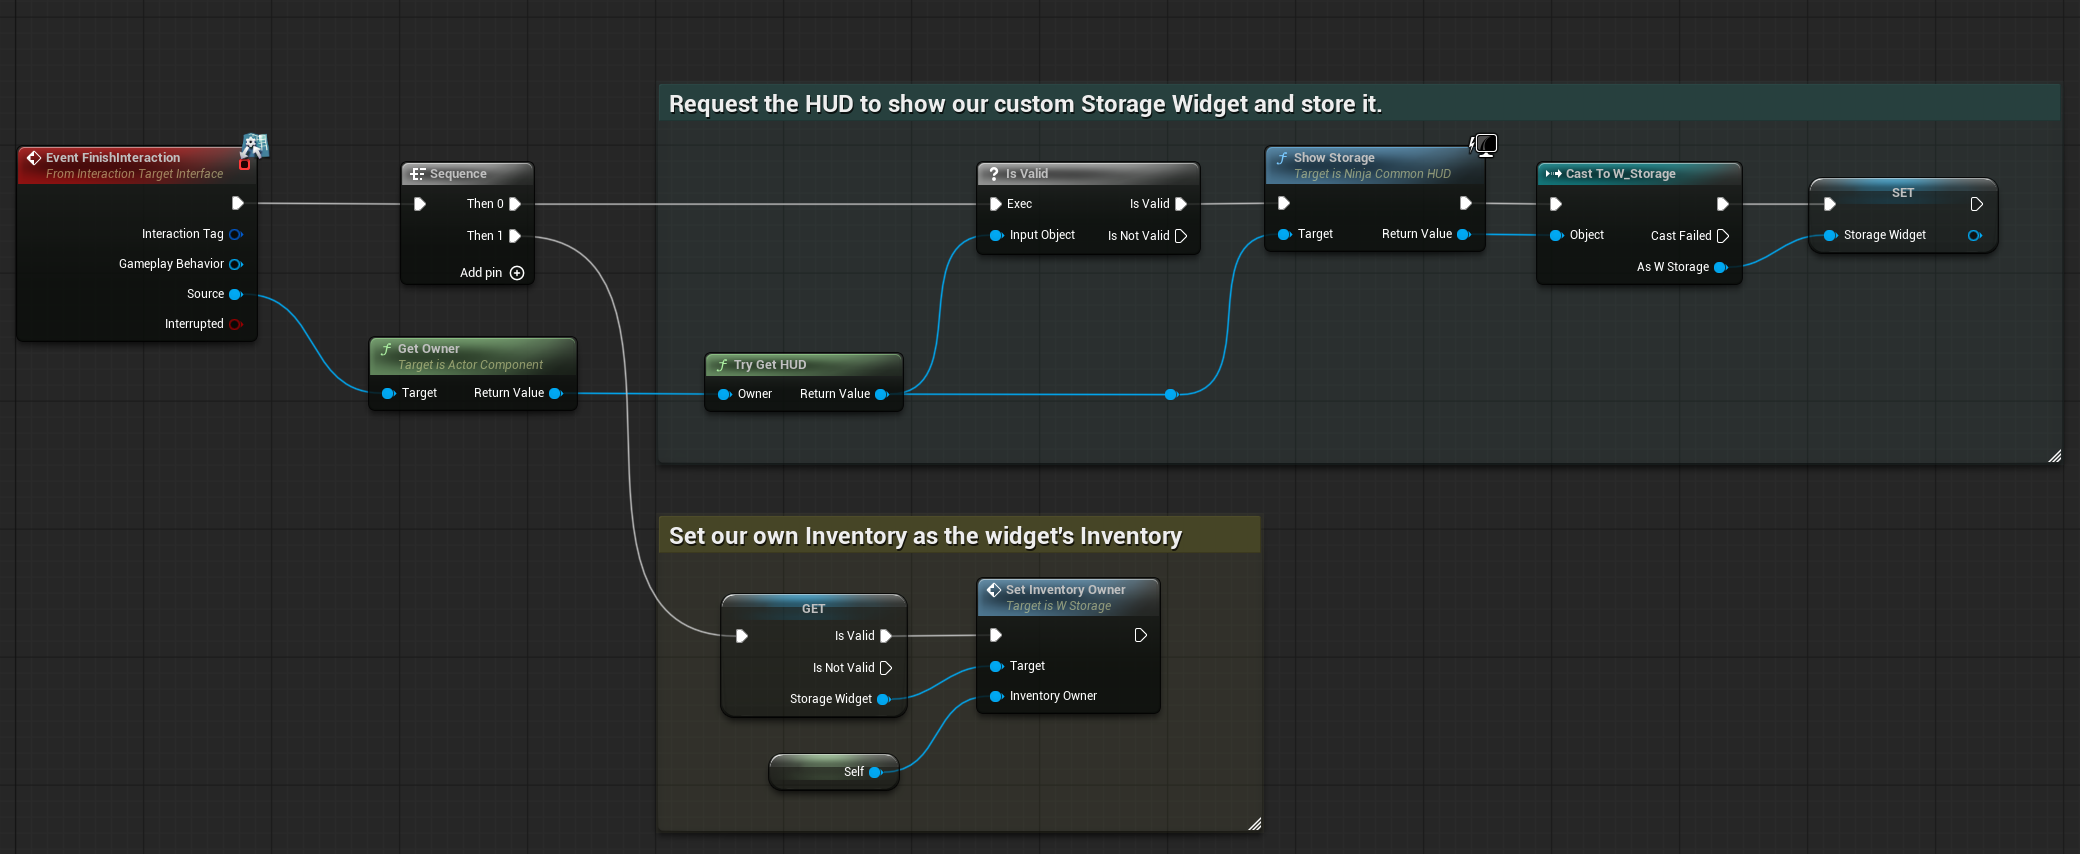 Request the HUD to show our custom Storage Widget and store it.
Event FinishInteraction
From Interaction Target Interface
Interaction Tag
Gameplay Behavior
Source
Interrupted
Sequence
Then 0
Then 1
Add pin
Get Owner
Target is Actor Component
Target Return Value
Try Get HUD
Owner Return Value
Is Valid
Exec Is Valid
Input Object Is Not Valid
Show Storage
Target is Ninja Common HUD
Target Return Value
Cast To W_Storage
Object Cast Failed
As W Storage
SET
Storage Widget
Set our own Inventory as the widget's Inventory
GET
Is Valid
Is Not Valid
Storage Widget
Self
Set Inventory Owner
Target is W Storage
Target
Inventory Owner